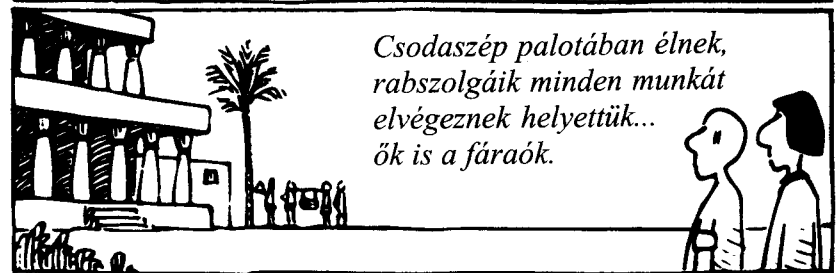 Csodaszép palotában élnek,
rabszolgáik minden munkát
elvégeznek helyettük...
ők is a fáraók.